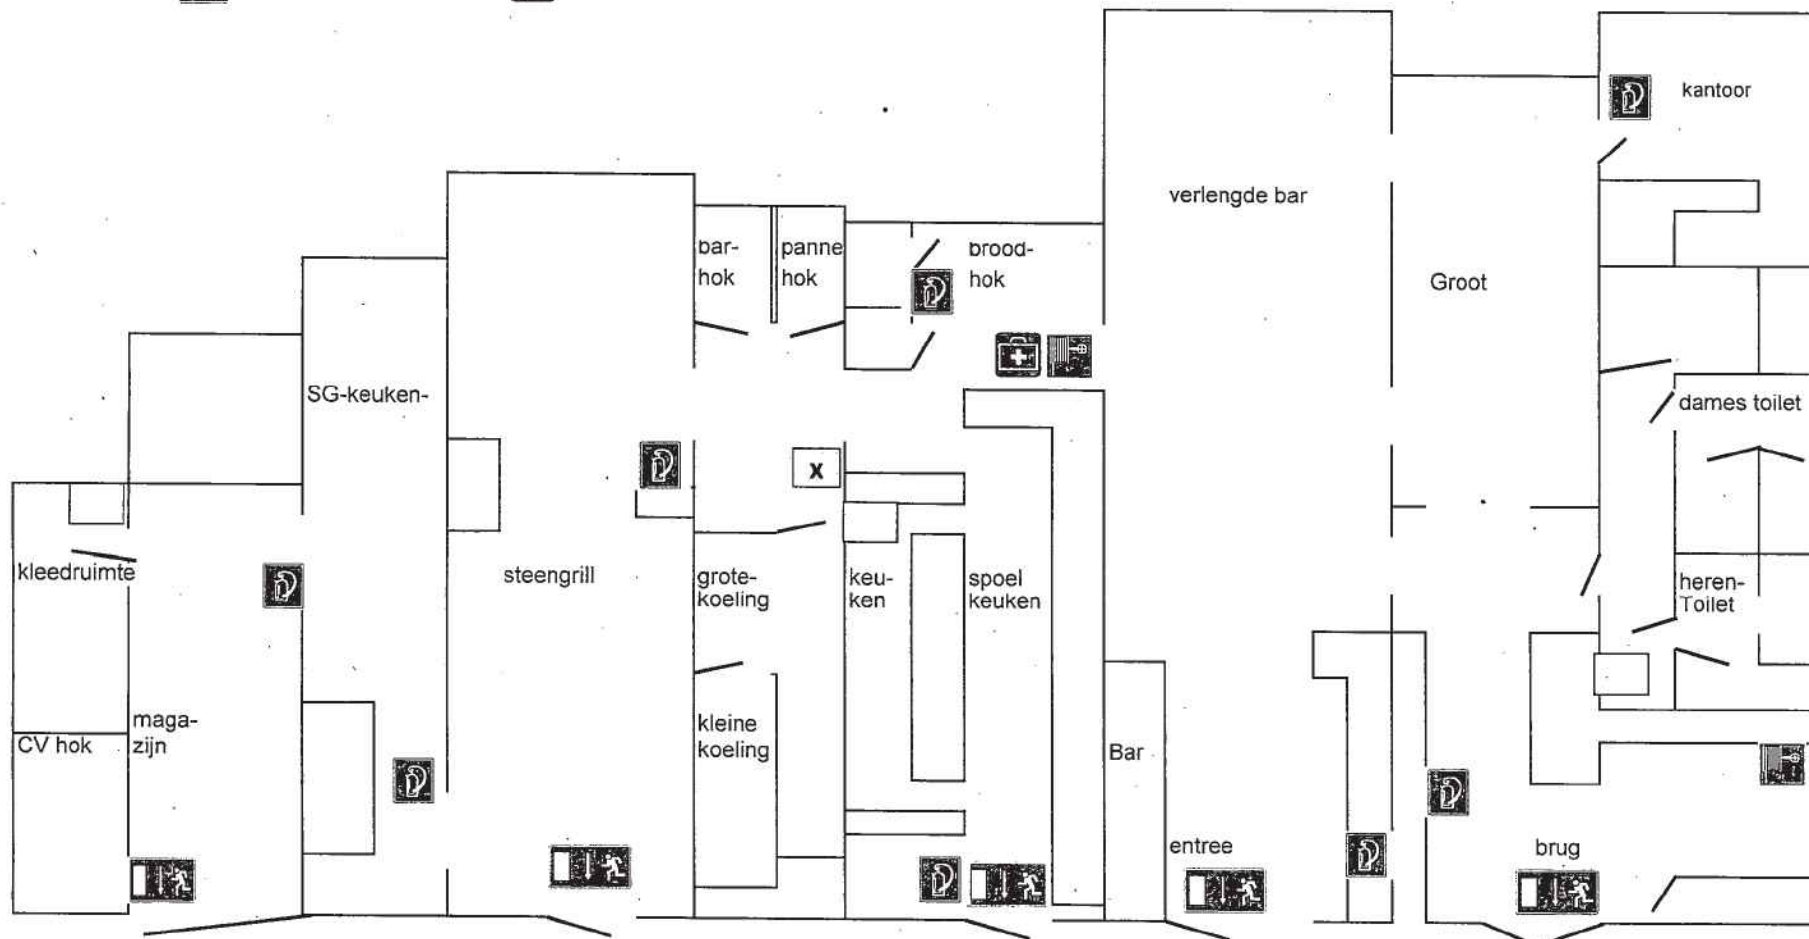 kantoor
verlengde bar
bar-
hok
panne
hok
brood-
hok
Groot
SG-keuken-
dames toilet
X
kleedruimte
steengrill
grote-
koeling
keu-
ken
spoel
keuken
heren-
Toilet
maga-
zijn
CV hok
kleine
koeling
Bar
entree
brug